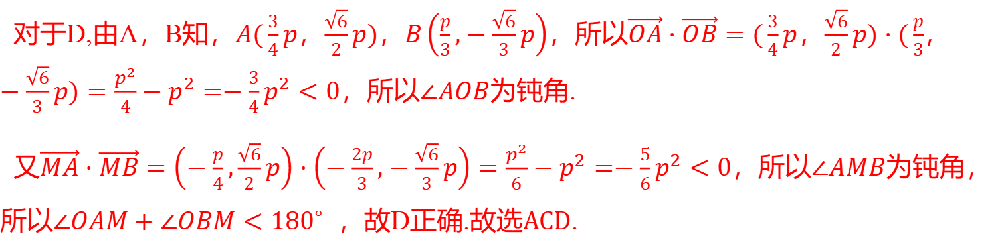 对于D,由A，B知，$A(\frac{3}{4}p，\frac{\sqrt{6}}{2}p)，B\left(\frac{p}{3},-\frac{\sqrt{6}}{3}p\right)$，所以$\overrightarrow{OA}\cdot\overrightarrow{OB}=(\frac{3}{4}p，\frac{\sqrt{6}}{2}p)\cdot(\frac{p}{3},$
$-\frac{\sqrt{6}}{3}p)=\frac{p^2}{4}-p^2=-\frac{3}{4}p^2<0$，所以$\angle AOB$为钝角.
又$\overrightarrow{MA}\cdot\overrightarrow{MB}=\left(-\frac{p}{4},\frac{\sqrt{6}}{2}p\right)\cdot\left(-\frac{2p}{3},-\frac{\sqrt{6}}{3}p\right)=\frac{p^2}{6}-p^2=-\frac{5}{6}p^2<0$，所以$\angle AMB$为钝角，
所以$\angle OAM+\angle OBM<180°$，故D正确.故选ACD.